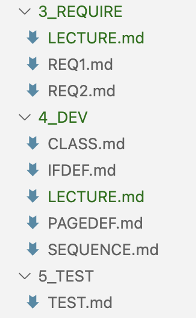 3_REQUIRE
LECTURE.md
REQ1.md
REQ2.md
4_DEV
CLASS.md
IFDEF.md
LECTURE.md
PAGEDEF.md
SEQUENCE.md
5_TEST
TEST.md